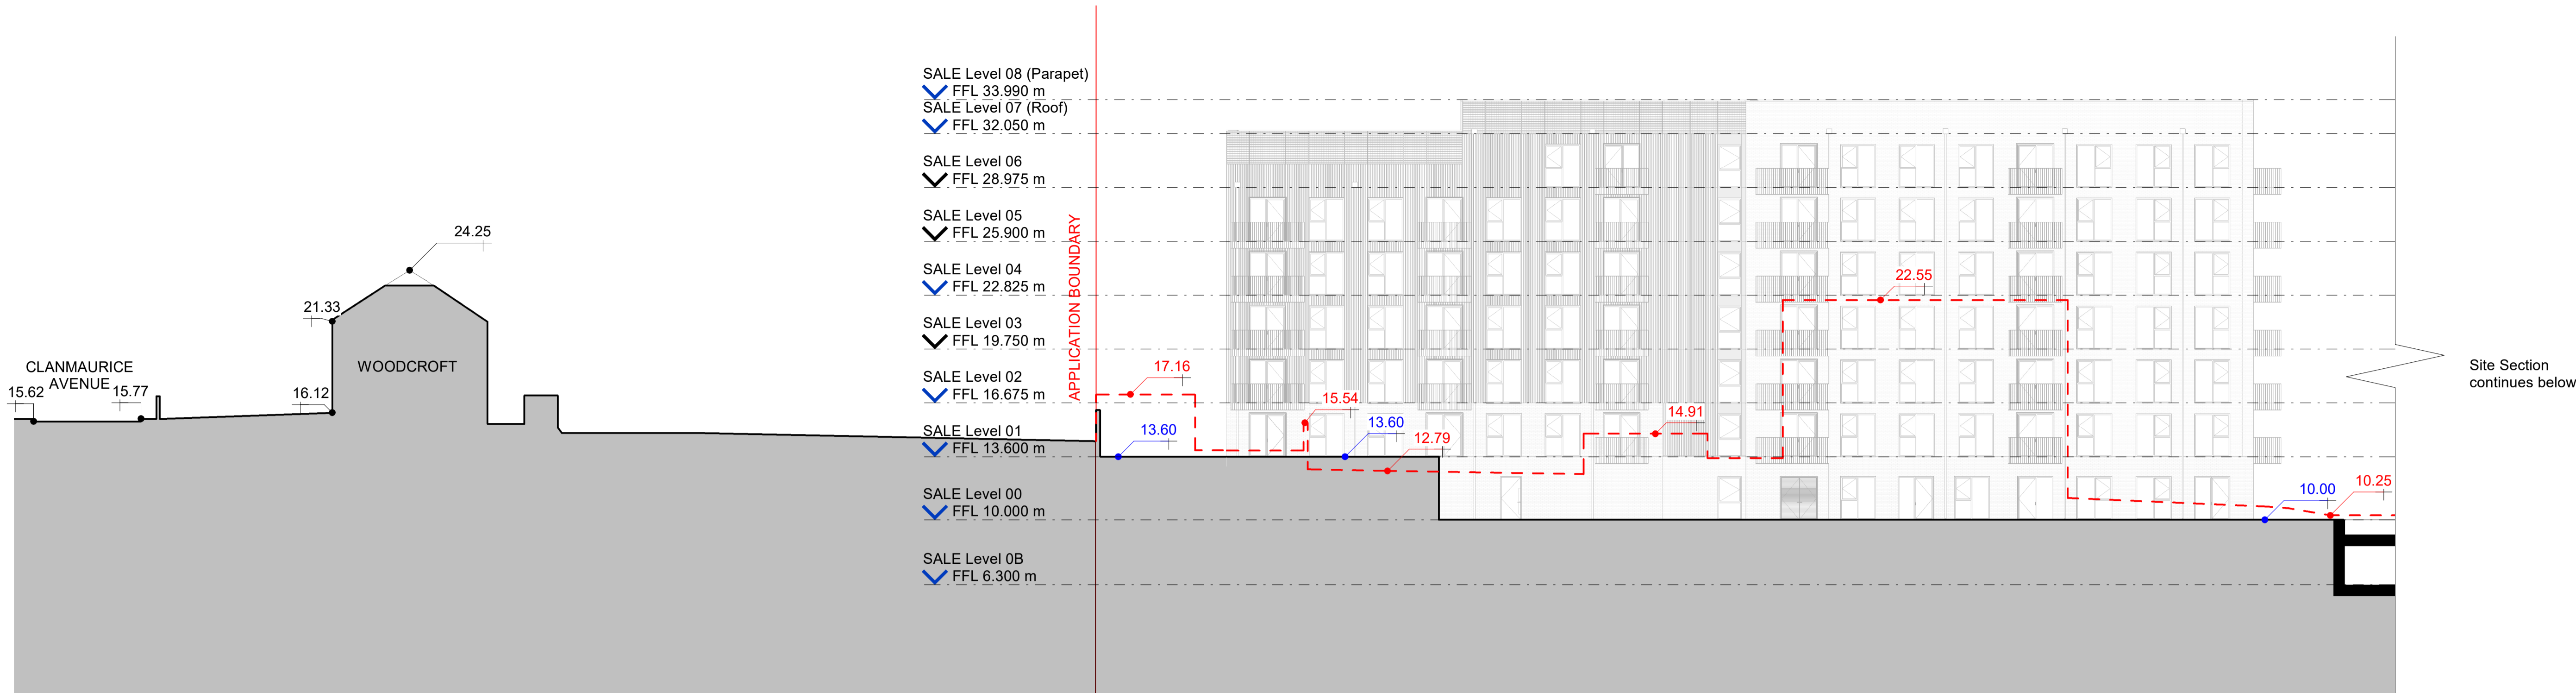 SALE Level 08 (Parapet)
FFL 33.990 m
SALE Level 07 (Roof)
FFL 32.050 m
SALE Level 06
FFL 28.975 m
SALE Level 05
FFL 25.900 m
SALE Level 04
FFL 22.825 m
SALE Level 03
FFL 19.750 m
SALE Level 02
FFL 16.675 m
SALE Level 01
FFL 13.600 m
SALE Level 00
FFL 10.000 m
SALE Level 0B
FFL 6.300 m
24.25
21.33
WOODCROFT
CLANMAURICE
AVENUE
15.62
15.77
16.12
APPLICATION BOUNDARY
17.16
13.60
15.54
13.60
12.79
14.91
22.55
10.00
10.25
Site Section
continues below